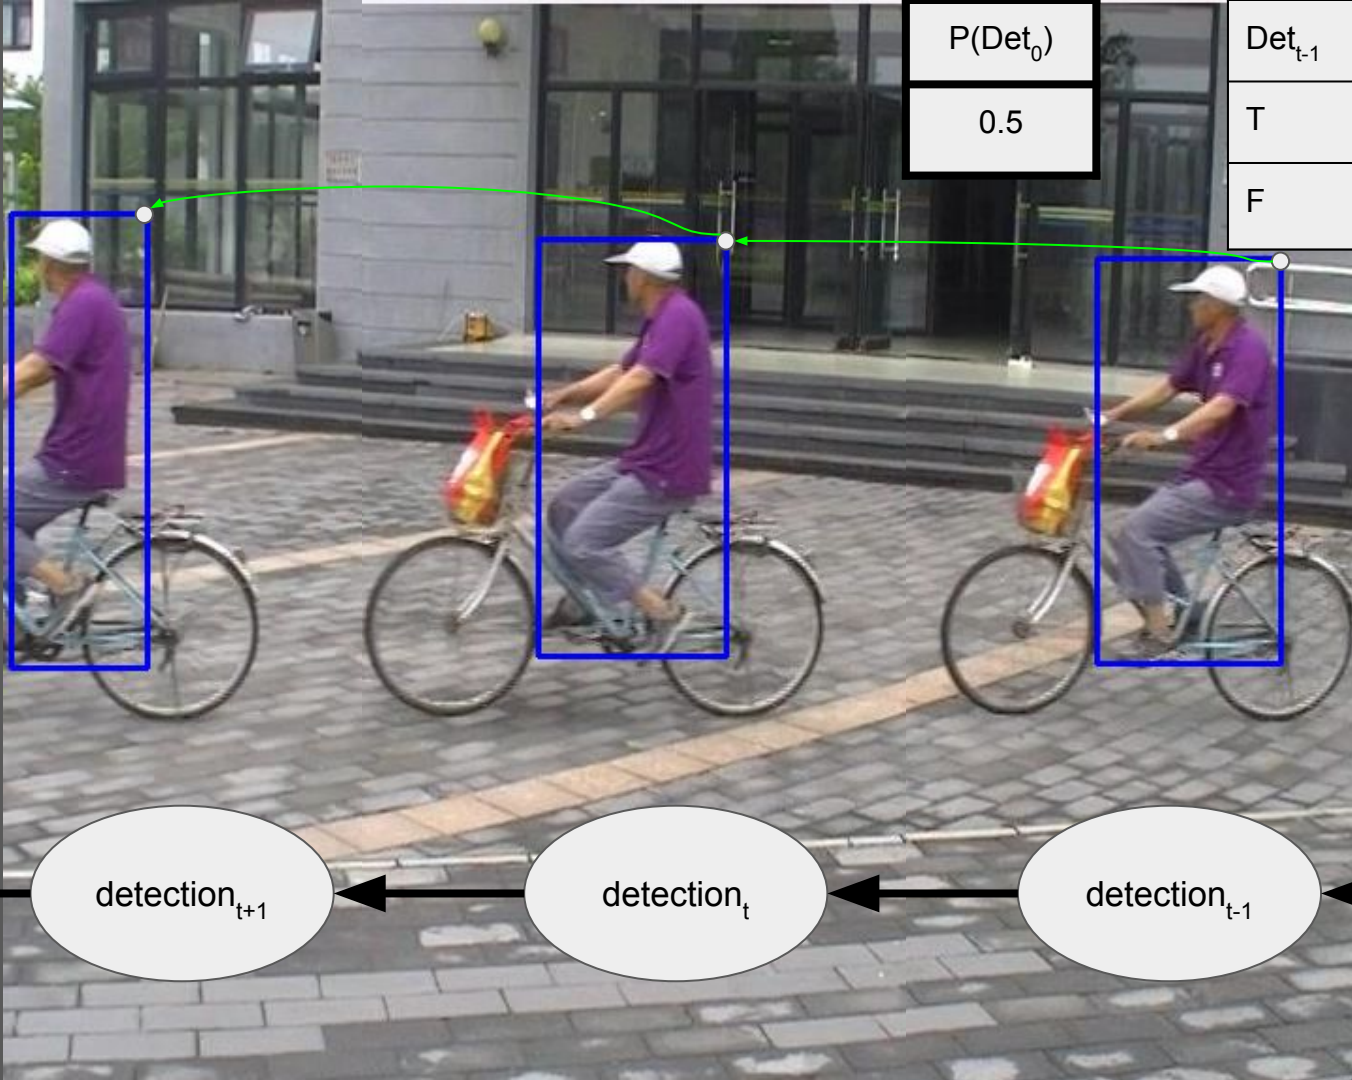 P(Det₀)
0.5
Detₜ₋₁
T
F
detectionₜ₊₁
detectionₜ
detectionₜ₋₁